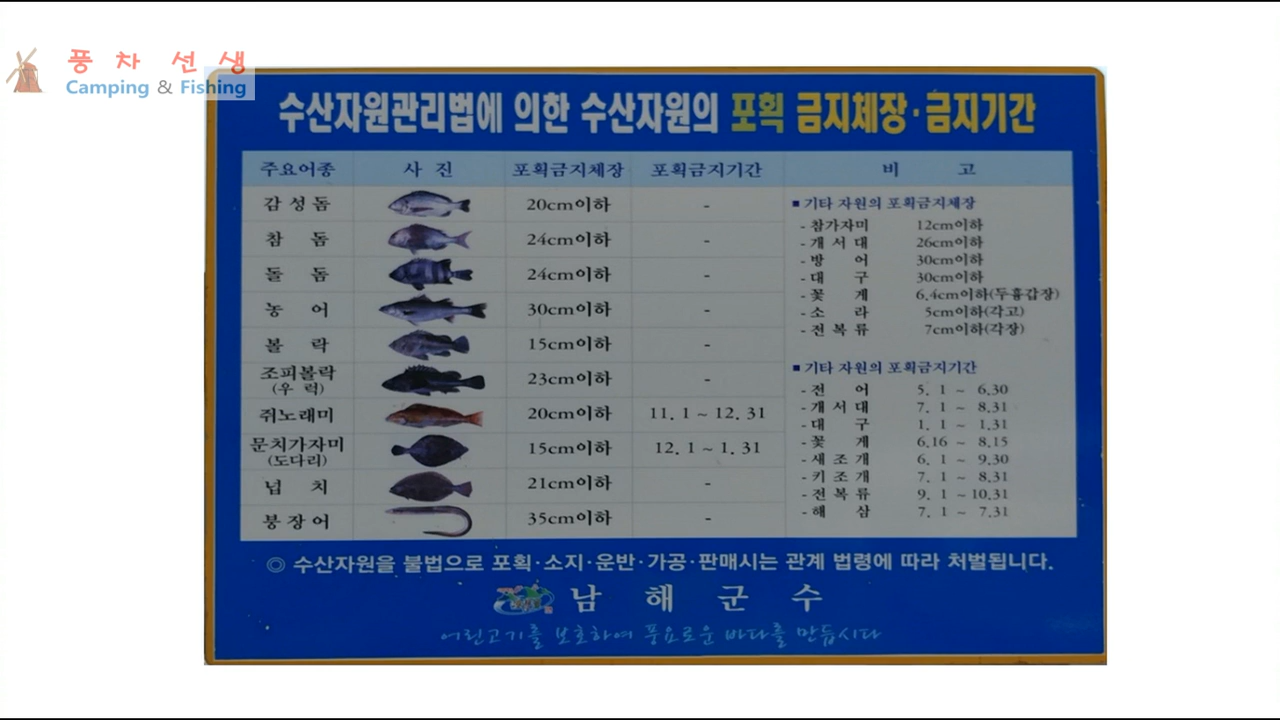 풍차선생
Camping & Fishing
수산자원관리법에 의한 수산자원의 포획 금지체장·금지기간
주요어종 사 진 포획금지체장 포획금지기간 비 고
감성돔 20cm이하 -
참 돔 24cm이하 -
돌 돔 24cm이하 -
농 어 30cm이하 -
볼 락 15cm이하 -
조피볼락 23cm이하 -
(우 럭)
쥐노래미 20cm이하 11. 1 ~ 12. 31
문치가자미 15cm이하 12. 1 ~ 1. 31
(도다리)
넙 치 21cm이하 -
붕장어 35cm이하 -
■ 기타 자원의 포획금지체장
- 참가자미 12cm이하
- 개서대 26cm이하
- 방 어 30cm이하
- 대 구 30cm이하
- 꽃 게 6.4cm이하(두흉갑장)
- 소 라 5cm이하(각고)
- 전복류 7cm이하(각장)
■ 기타 자원의 포획금지기간
- 전 어 5. 1 ~ 6.30
- 개서대 7. 1 ~ 8.31
- 대 구 1. 1 ~ 1.31
- 꽃 게 6.16 ~ 8.15
- 새조개 6. 1 ~ 9.30
- 키조개 7. 1 ~ 8.31
- 전복류 9. 1 ~ 10.31
- 해 삼 7. 1 ~ 7.31
◎ 수산자원을 불법으로 포획·소지·운반·가공·판매시는 관계 법령에 따라 처벌됩니다.
남 해 군 수
어린고기를 보호하여 풍요로운 바다를 만듭시다